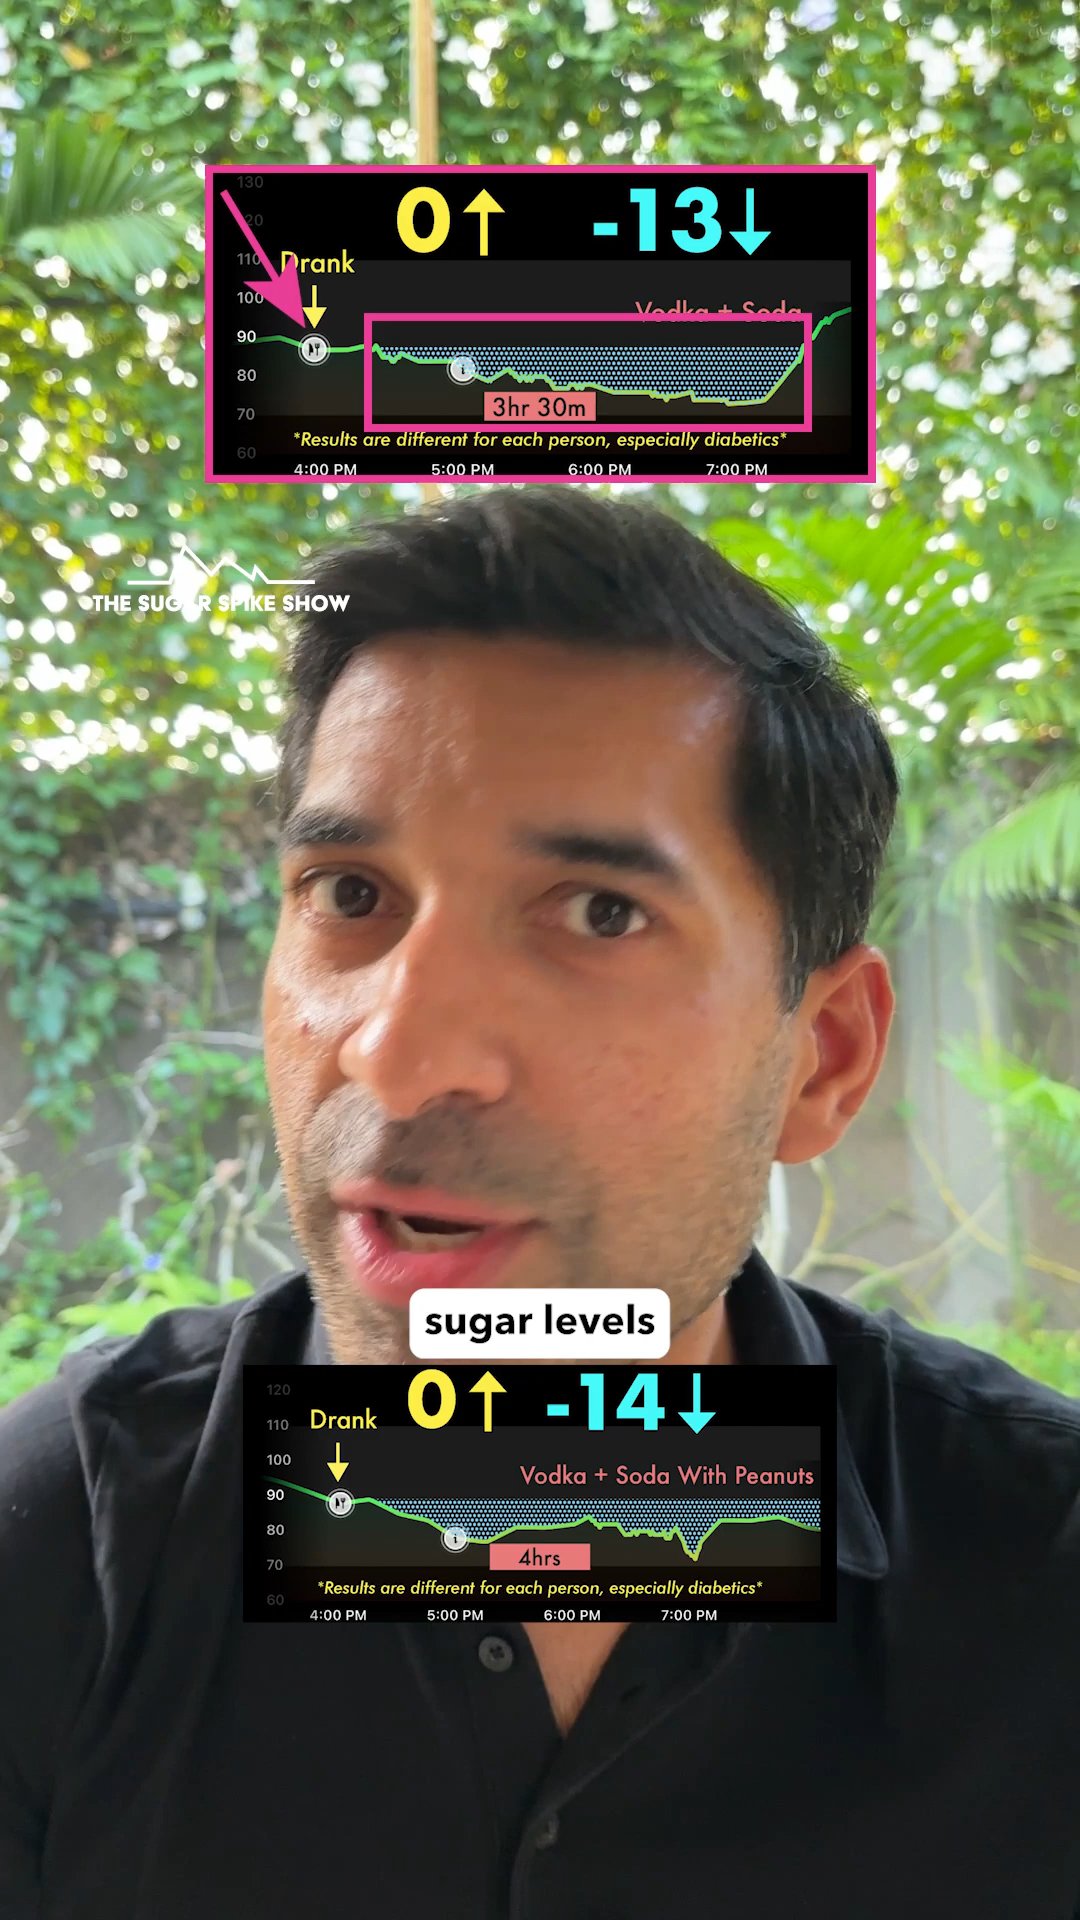 130
0↑ -13↓
20
110
Drank
100
Vodka + Soda
90
80
3hr 30m
70
*Results are different for each person, especially diabetics*
60
4:00 PM 5:00 PM 6:00 PM 7:00 PM
THE SUGAR SPIKE SHOW
sugar levels
120
0↑ -14↓
110
Drank
100
Vodka + Soda With Peanuts
90
80
4hrs
70
*Results are different for each person, especially diabetics*
60
4:00 PM 5:00 PM 6:00 PM 7:00 PM